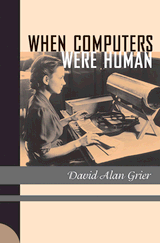 WHEN COMPUTERS
WERE HUMAN
David Alan Grier